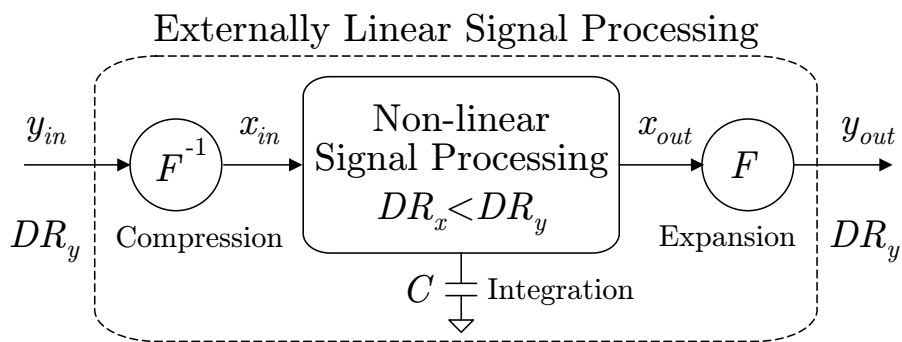 Externally Linear Signal Processing
y_in
F^-1
x_in
Non-linear
Signal Processing
DR_x<DR_y
x_out
F
y_out
DR_y
Compression
Expansion
DR_y
C
Integration